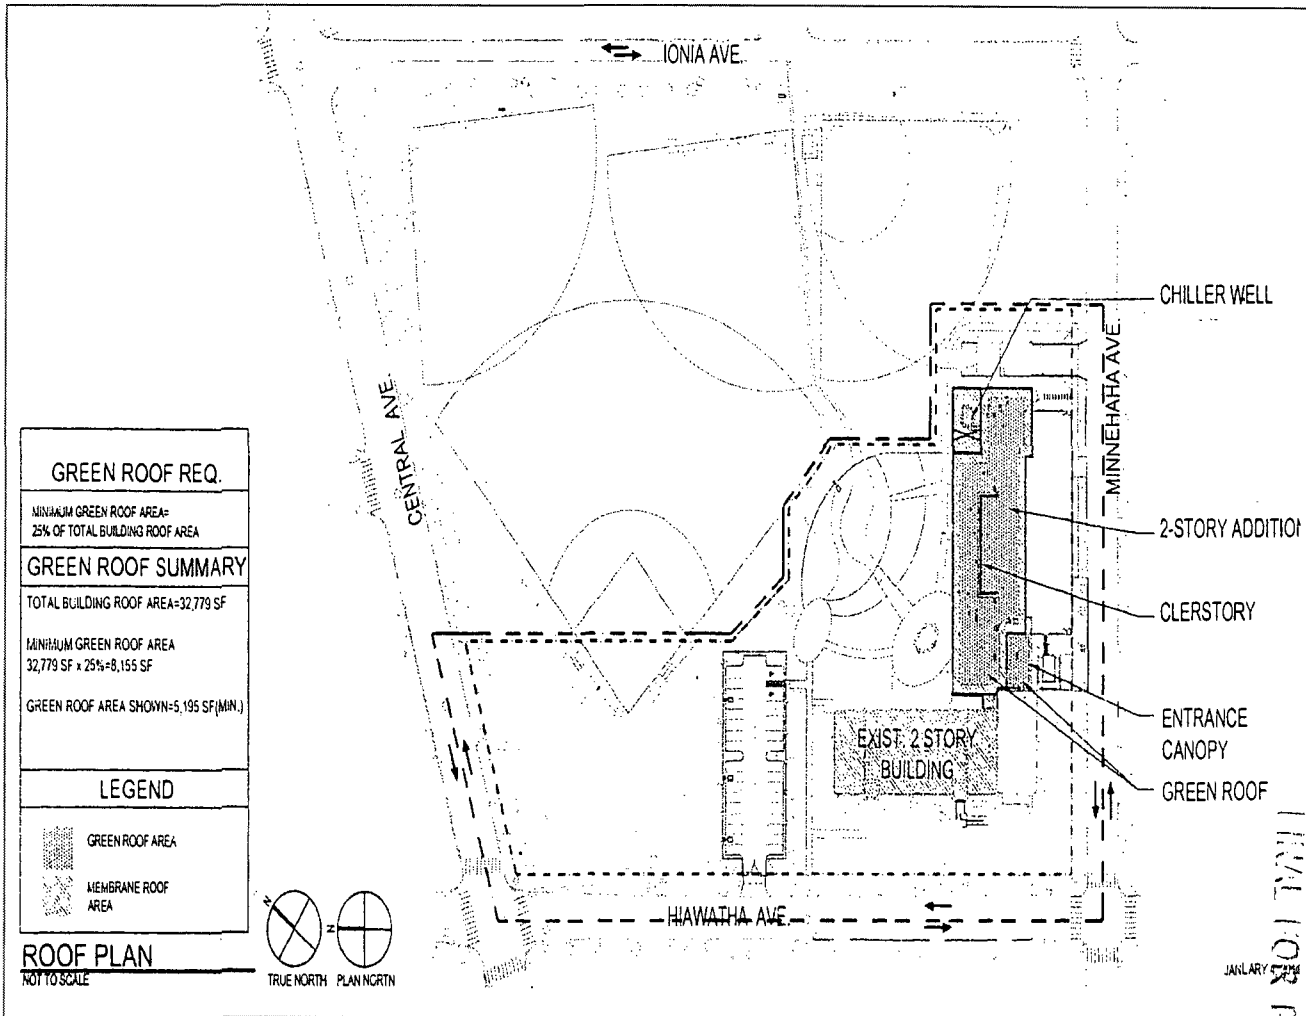 IONIA AVE.
CHILLER WELL
MINNEHAHA AVE.
CENTRAL AVE.
2-STORY ADDITION
CLERSTORY
ENTRANCE
CANOPY
GREEN ROOF
EXIST. 2 STORY
BUILDING
HIAWATHA AVE.
GREEN ROOF REQ.
MINIMUM GREEN ROOF AREA=
25% OF TOTAL BUILDING ROOF AREA
GREEN ROOF SUMMARY
TOTAL BUILDING ROOF AREA=32,779 SF
MINIMUM GREEN ROOF AREA
32,779 SF x 25%=8,155 SF
GREEN ROOF AREA SHOWN=5,195 SF(MIN.)
LEGEND
GREEN ROOF AREA
MEMBRANE ROOF
AREA
ROOF PLAN
NOT TO SCALE
N
TRUE NORTH
N
PLAN NORTH